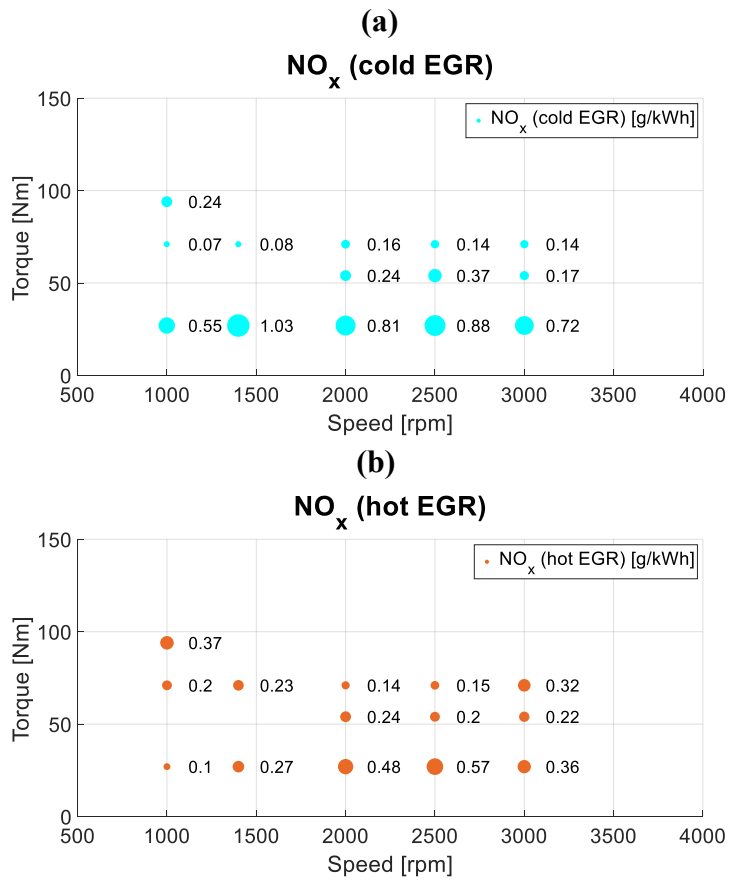 (a)
NOx (cold EGR)
150
NOx (cold EGR) [g/kWh]
100
0.24
0.07 0.08 0.16 0.14 0.14
50
0.24 0.37 0.17
0.55 1.03 0.81 0.88 0.72
0
Torque [Nm]
500 1000 1500 2000 2500 3000 3500 4000
Speed [rpm]
(b)
NOx (hot EGR)
150
NOx (hot EGR) [g/kWh]
100
0.37
0.2 0.23 0.14 0.15 0.32
50
0.24 0.2 0.22
0.1 0.27 0.48 0.57 0.36
0
Torque [Nm]
500 1000 1500 2000 2500 3000 3500 4000
Speed [rpm]